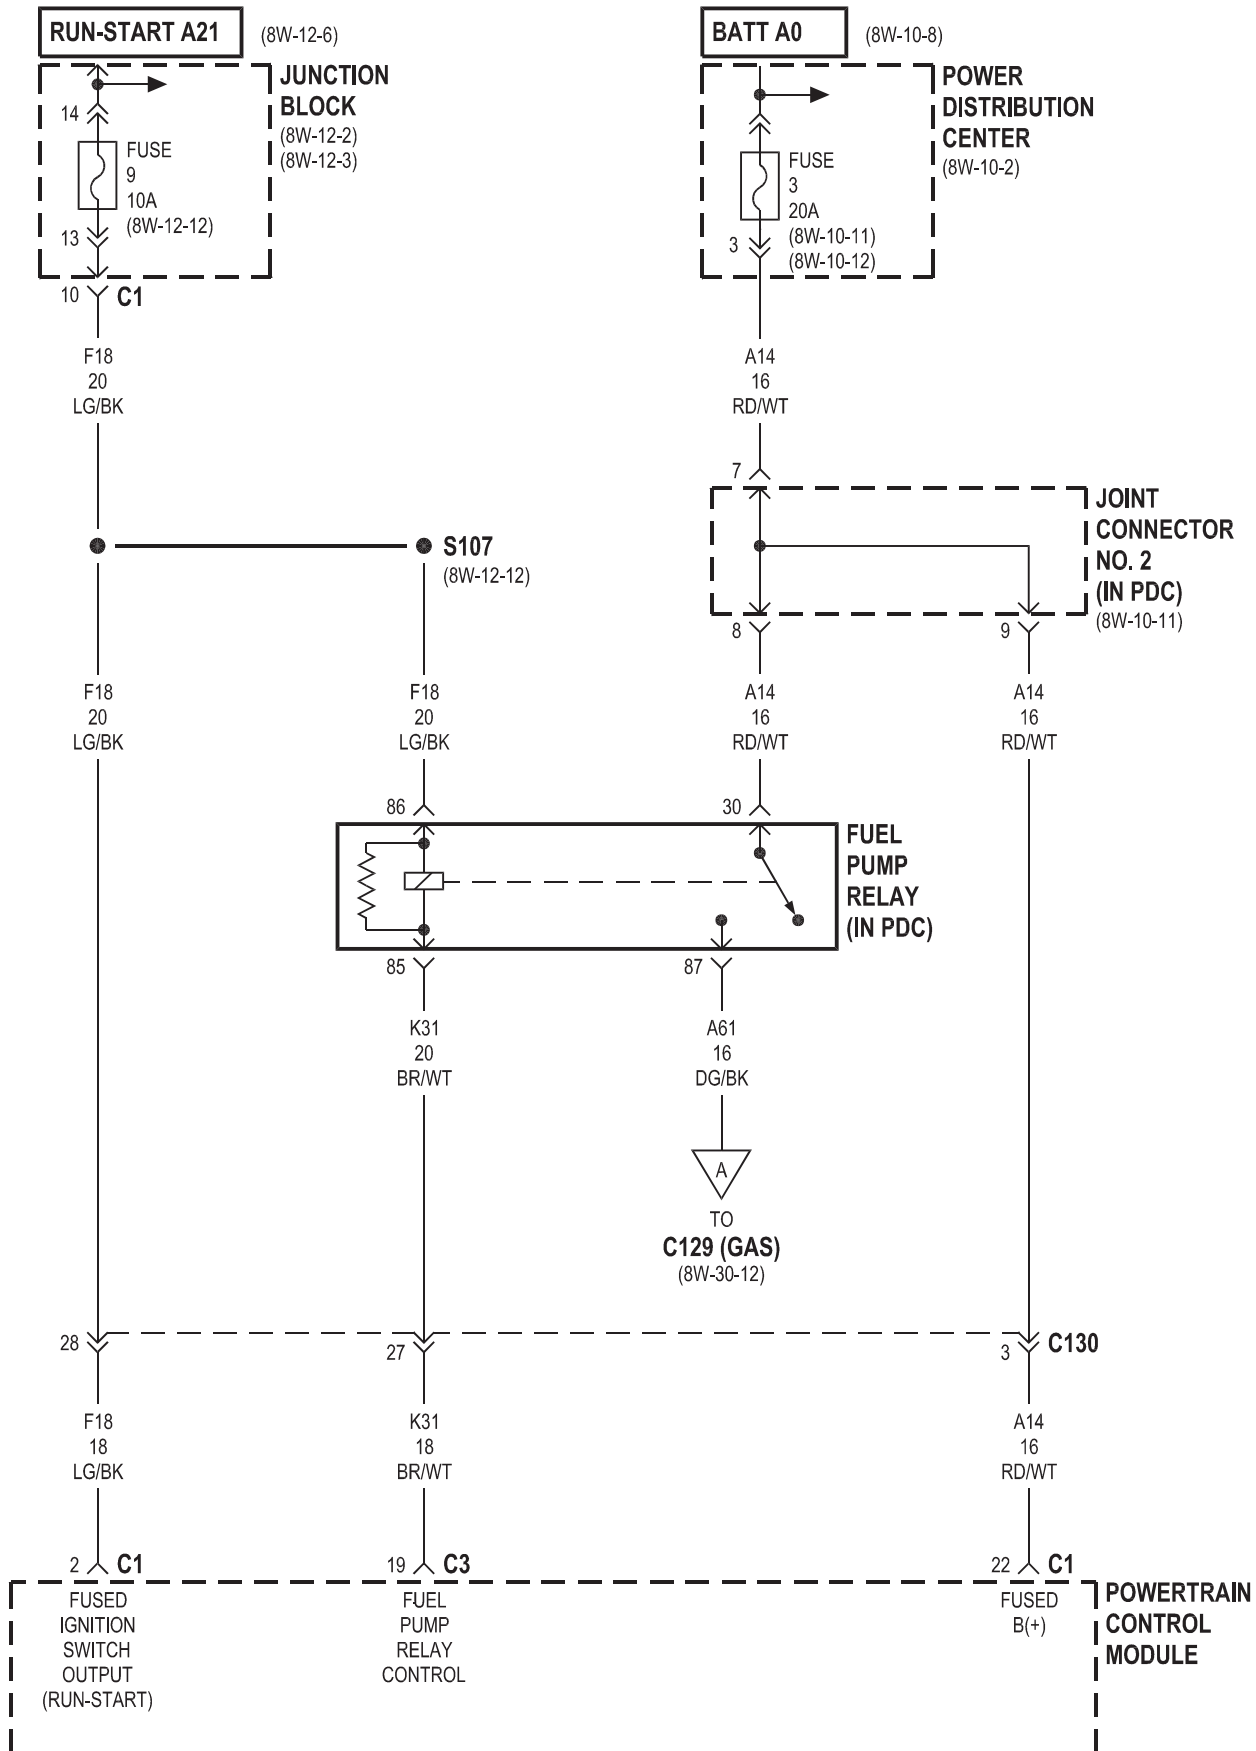 RUN-START A21
(8W-12-6)
BATT A0
(8W-10-8)
JUNCTION
BLOCK
(8W-12-2)
(8W-12-3)
14
FUSE
9
10A
(8W-12-12)
13
10
C1
POWER
DISTRIBUTION
CENTER
(8W-10-2)
FUSE
3
20A
(8W-10-11)
(8W-10-12)
3
F18
20
LG/BK
A14
16
RD/WT
7
JOINT
CONNECTOR
NO. 2
(IN PDC)
(8W-10-11)
S107
(8W-12-12)
8
9
F18
20
LG/BK
F18
20
LG/BK
A14
16
RD/WT
A14
16
RD/WT
86
30
FUEL
PUMP
RELAY
(IN PDC)
85
87
K31
20
BR/WT
A61
16
DG/BK
A
TO
C129 (GAS)
(8W-30-12)
28
27
3
C130
F18
18
LG/BK
K31
18
BR/WT
A14
16
RD/WT
2
C1
19
C3
22
C1
FUSED
IGNITION
SWITCH
OUTPUT
(RUN-START)
FUEL
PUMP
RELAY
CONTROL
FUSED
B(+)
POWERTRAIN
CONTROL
MODULE